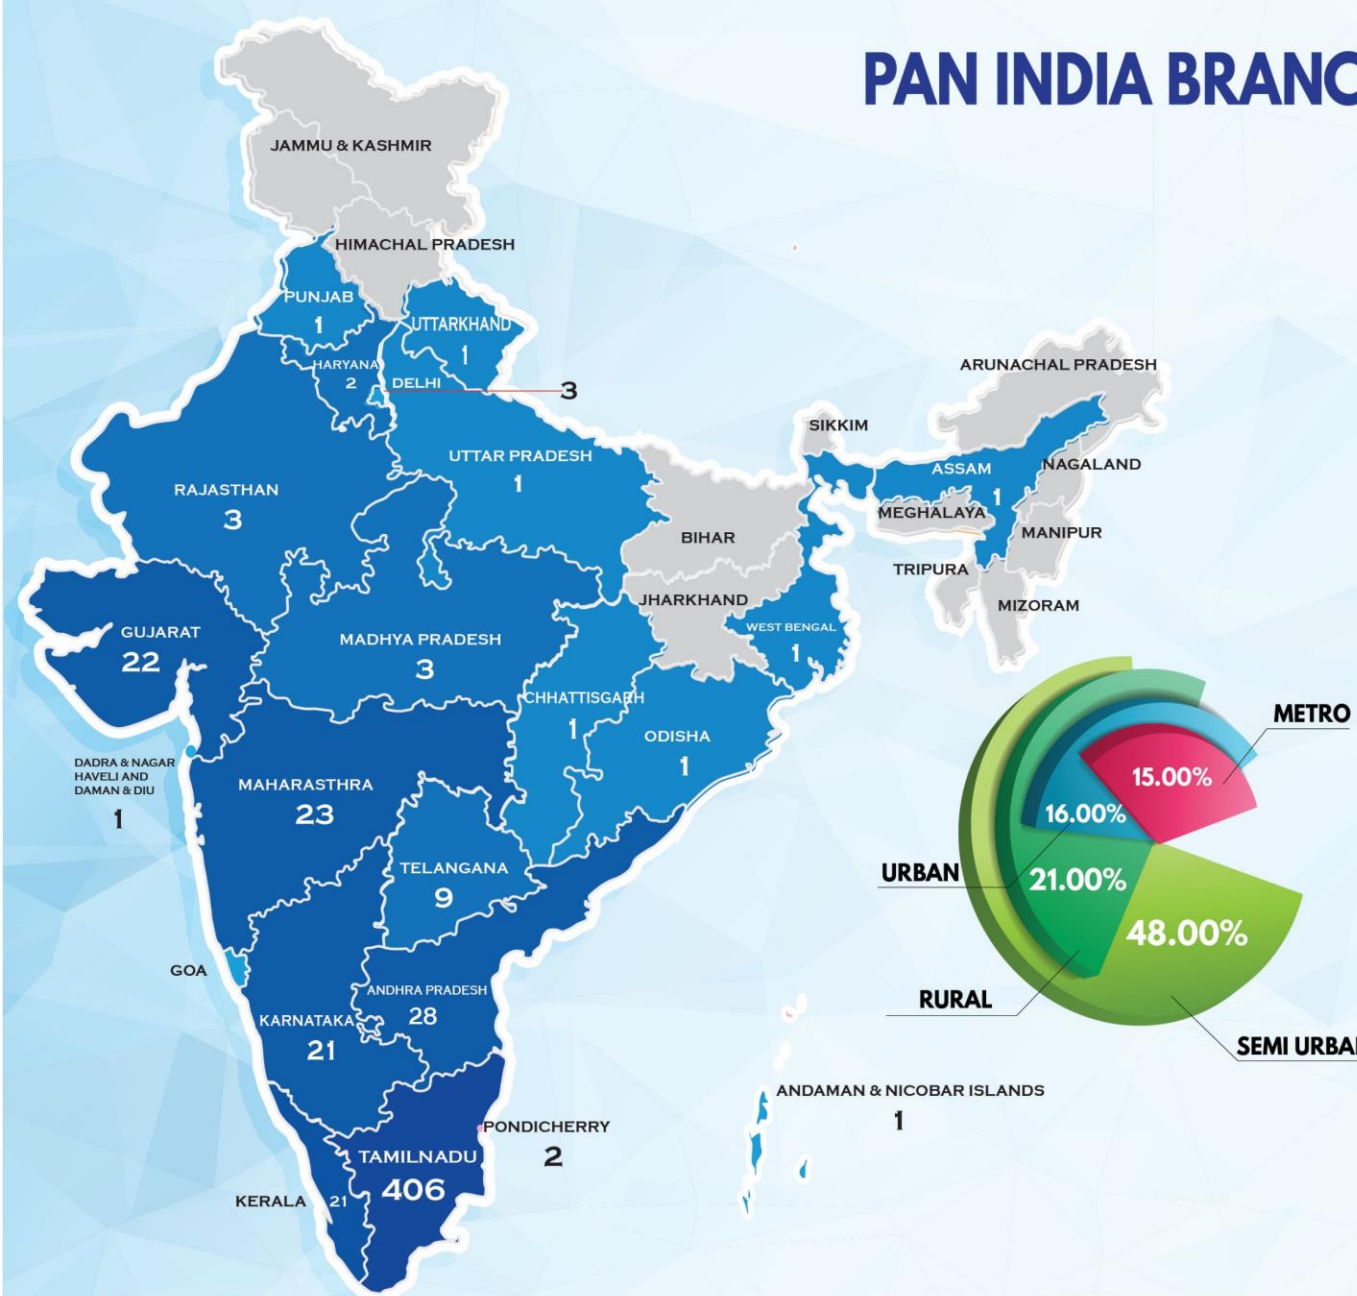 PAN INDIA BRANC
JAMMU & KASHMIR
HIMACHAL PRADESH
PUNJAB
1
UTTARKHAND
1
HARYANA
2
DELHI
3
ARUNACHAL PRADESH
SIKKIM
ASSAM
1
NAGALAND
MEGHALAYA
MANIPUR
TRIPURA
MIZORAM
RAJASTHAN
3
UTTAR PRADESH
1
BIHAR
JHARKHAND
WEST BENGAL
1
GUJARAT
22
MADHYA PRADESH
3
CHHATTISGARH
1
ODISHA
1
DADRA & NAGAR
HAVELI AND
DAMAN & DIU
1
MAHARASTHRA
23
TELANGANA
9
GOA
KARNATAKA
21
ANDHRA PRADESH
28
PONDICHERRY
2
TAMILNADU
406
KERALA
21
ANDAMAN & NICOBAR ISLANDS
1
METRO
15.00%
16.00%
URBAN
21.00%
48.00%
RURAL
SEMI URBAN